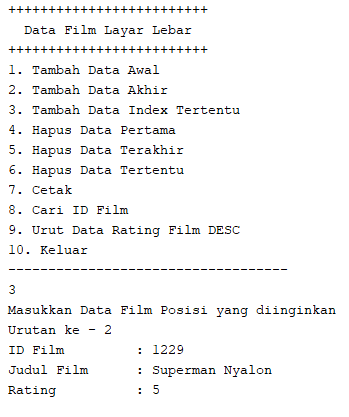 +++++++++++++++++++++++++
Data Film Layar Lebar
+++++++++++++++++++++++++
1. Tambah Data Awal
2. Tambah Data Akhir
3. Tambah Data Index Tertentu
4. Hapus Data Pertama
5. Hapus Data Terakhir
6. Hapus Data Tertentu
7. Cetak
8. Cari ID Film
9. Urut Data Rating Film DESC
10. Keluar
-----------------------------------
3
Masukkan Data Film Posisi yang diinginkan
Urutan ke - 2
ID Film         : 1229
Judul Film      : Superman Nyalon
Rating          : 5